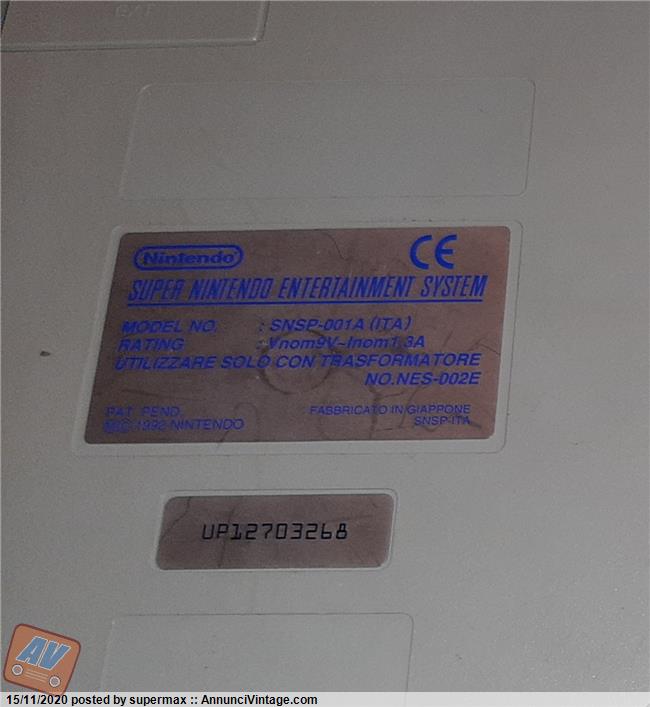 EXT
Nintendo
CE
SUPER NINTENDO ENTERTAINMENT SYSTEM
MODEL NO. : SNSP-001A (ITA)
RATING : Vnom9V~Inom1,3A
UTILIZZARE SOLO CON TRASFORMATORE
NO.NES-002E
PAT. PEND.
FABBRICATO IN GIAPPONE
ⓂⒸ 1992 NINTENDO
SNSP-ITA
UP12703268
AV
15/11/2020 posted by supermax :: AnnunciVintage.com